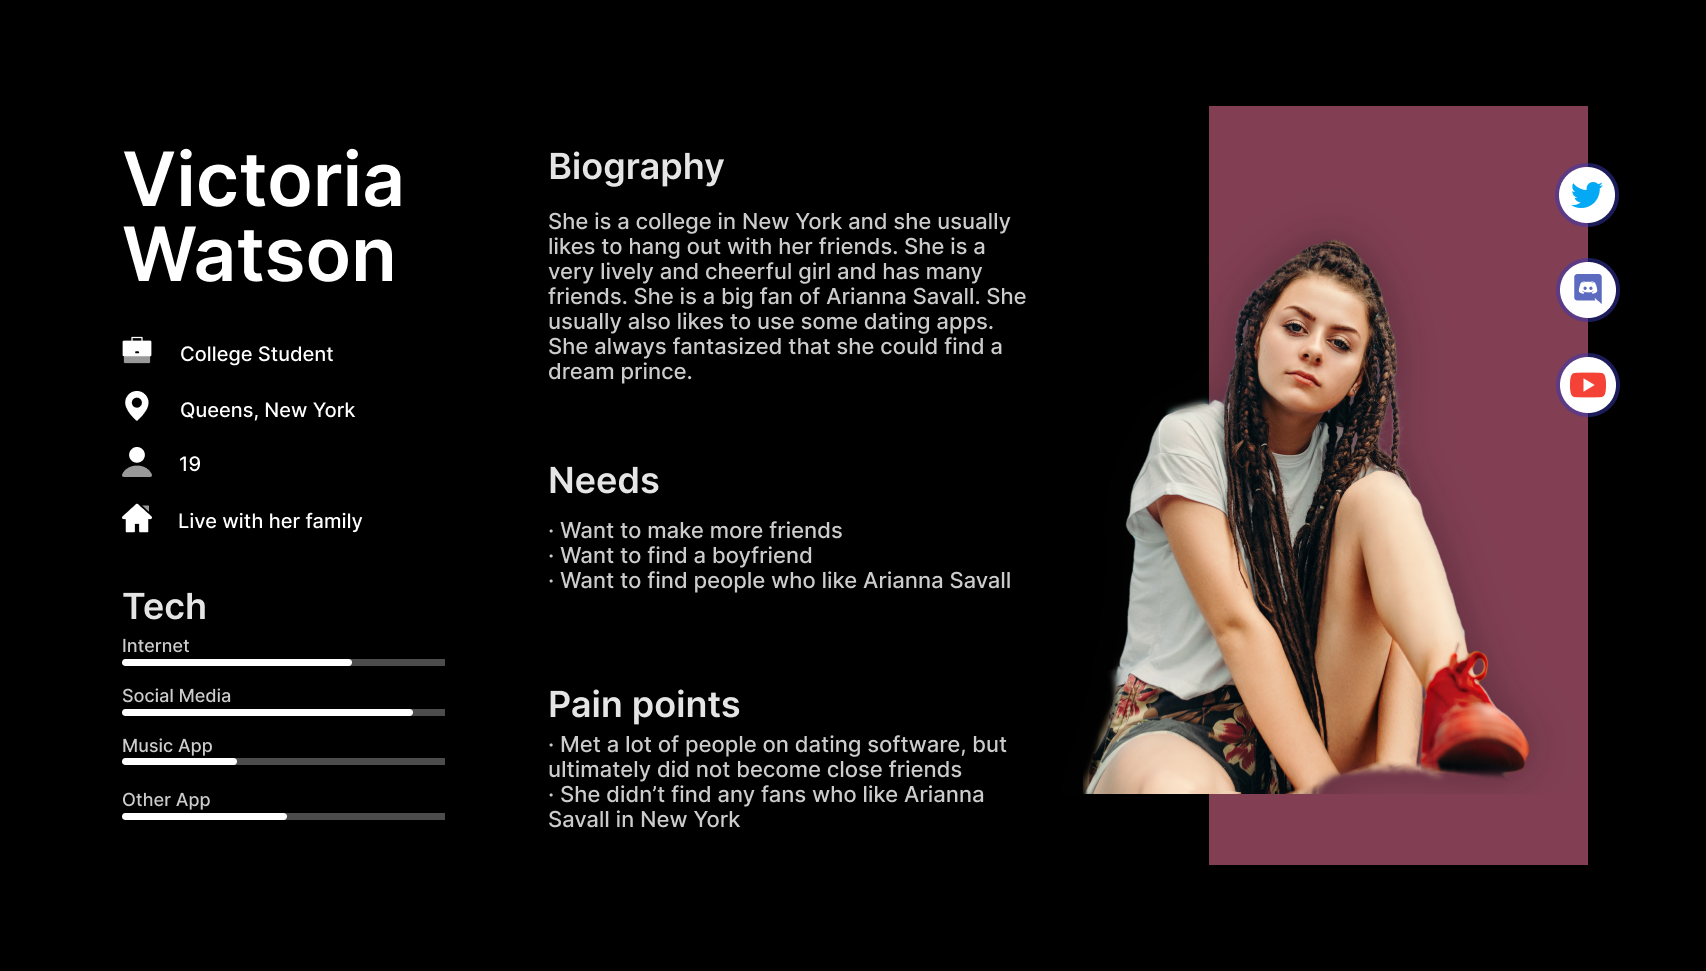 Victoria
Watson
College Student
Queens, New York
19
Live with her family
Tech
Internet
Social Media
Music App
Other App
Biography
She is a college in New York and she usually
likes to hang out with her friends. She is a
very lively and cheerful girl and has many
friends. She is a big fan of Arianna Savall. She
usually also likes to use some dating apps.
She always fantasized that she could find a
dream prince.
Needs
· Want to make more friends
· Want to find a boyfriend
· Want to find people who like Arianna Savall
Pain points
· Met a lot of people on dating software, but
ultimately did not become close friends
· She didn’t find any fans who like Arianna
Savall in New York